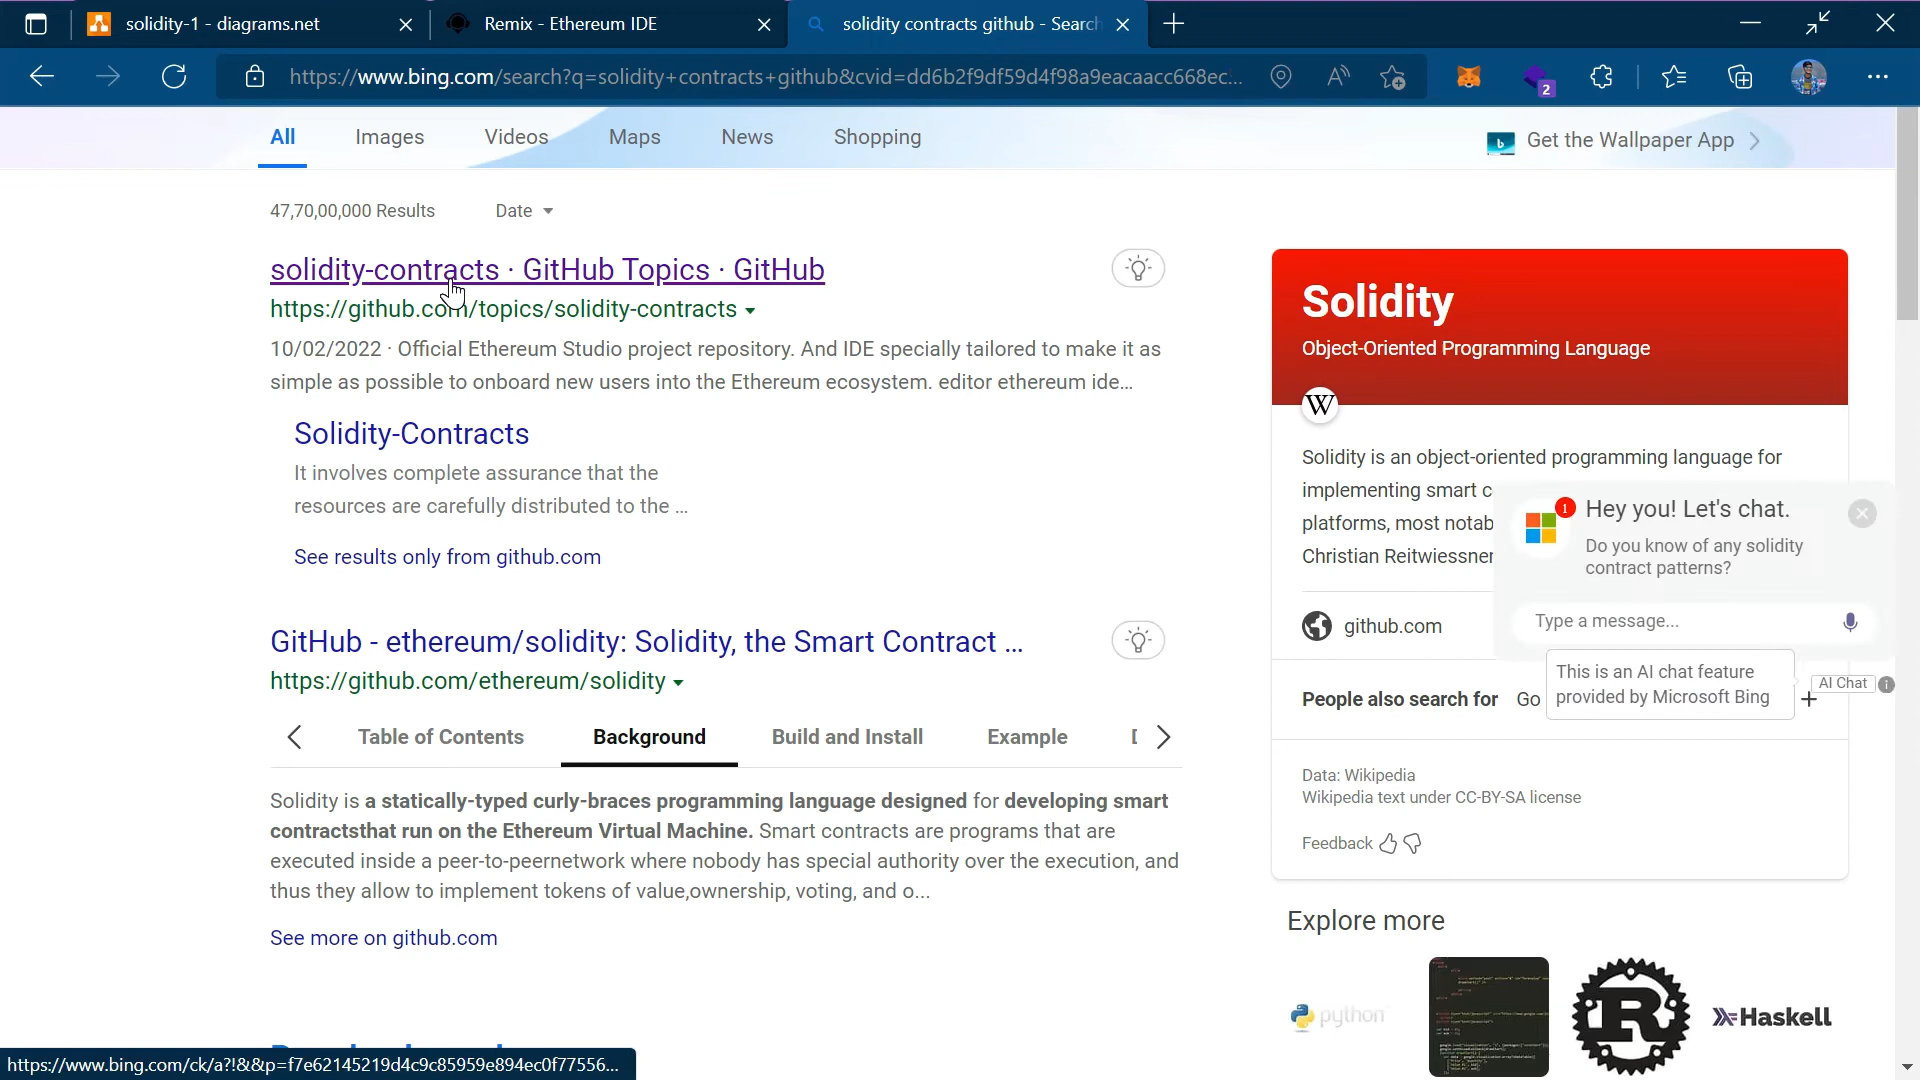 solidity-1 - diagrams.net
Remix - Ethereum IDE
solidity contracts github - Search
https://www.bing.com/search?q=solidity+contracts+github&cvid=dd6b2f9df59d4f98a9eacaacc668ec...
2
All
Images
Videos
Maps
News
Shopping
Get the Wallpaper App
47,70,00,000 Results
Date
solidity-contracts · GitHub Topics · GitHub
https://github.com/topics/solidity-contracts
10/02/2022 · Official Ethereum Studio project repository. And IDE specially tailored to make it as
simple as possible to onboard new users into the Ethereum ecosystem. editor ethereum ide...
Solidity-Contracts
It involves complete assurance that the
resources are carefully distributed to the ...
See results only from github.com
GitHub - ethereum/solidity: Solidity, the Smart Contract ...
https://github.com/ethereum/solidity
Table of Contents
Background
Build and Install
Example
Solidity is a statically-typed curly-braces programming language designed for developing smart
contractsthat run on the Ethereum Virtual Machine. Smart contracts are programs that are
executed inside a peer-to-peernetwork where nobody has special authority over the execution, and
thus they allow to implement tokens of value,ownership, voting, and o...
See more on github.com
https://www.bing.com/ck/a?!&&p=f7e62145219d4c9c85959e894ec0f77556...
Solidity
Object-Oriented Programming Language
W
Solidity is an object-oriented programming language for
implementing smart c
platforms, most notab
Christian Reitwiessner
github.com
People also search for
Go
1
Hey you! Let's chat.
Do you know of any solidity
contract patterns?
Type a message...
This is an AI chat feature
provided by Microsoft Bing
AI Chat
Data: Wikipedia
Wikipedia text under CC-BY-SA license
Feedback
Explore more
python
R
Haskell